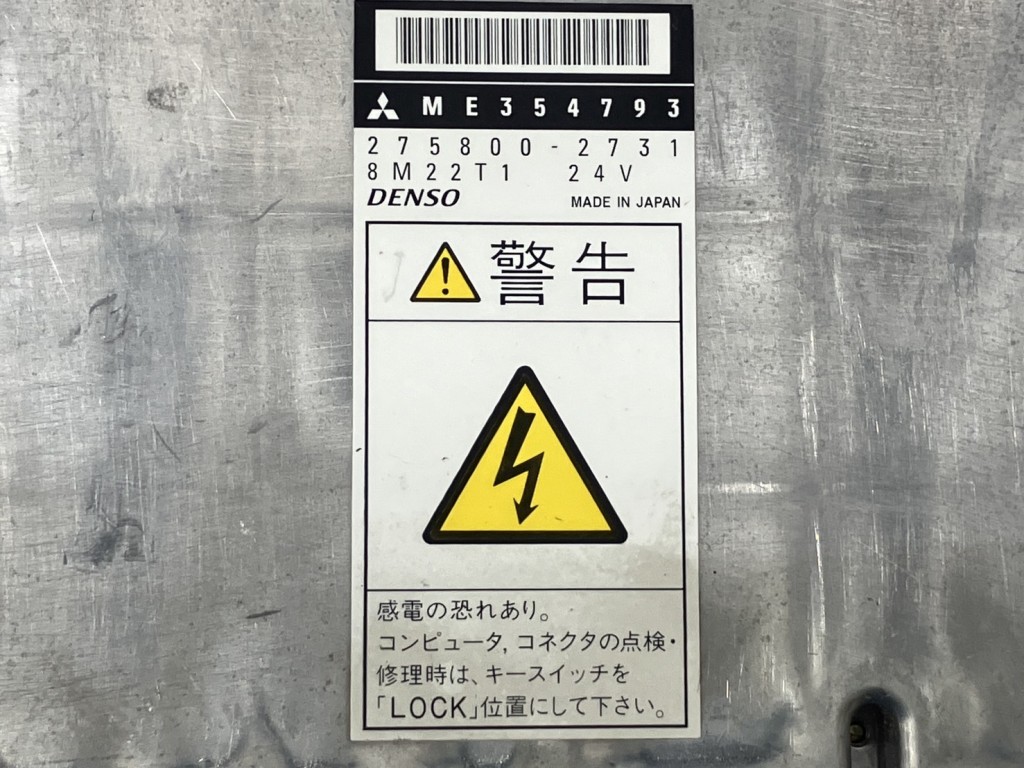 ME354793
275800-2731
8M22T1 24V
DENSO MADE IN JAPAN
警告
感電の恐れあり。
コンピュータ, コネクタの点検・
修理時は、キースイッチを
「LOCK」位置にして下さい。